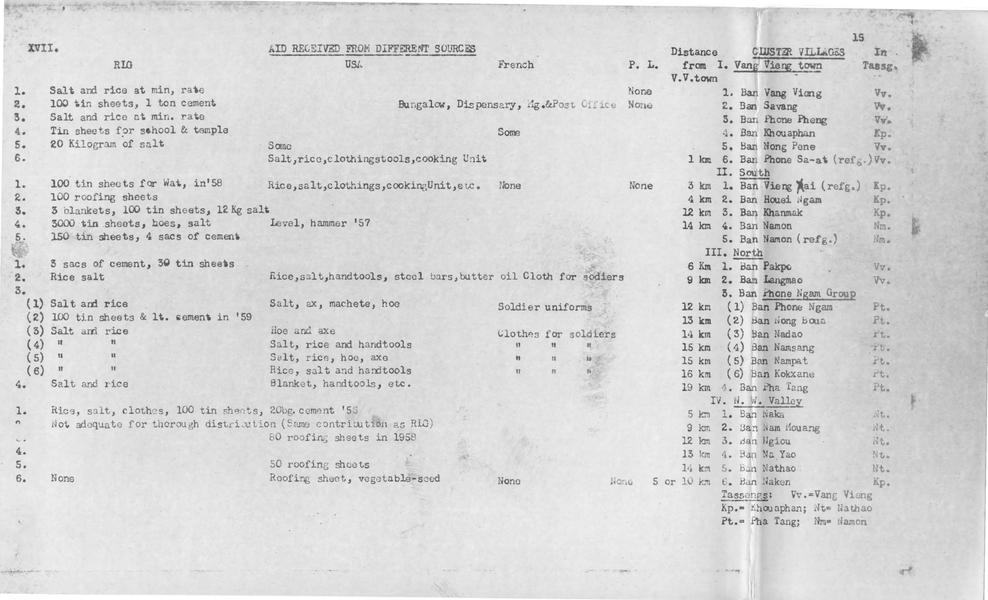 15
XVII. AID RECEIVED FROM DIFFERENT SOURCES Distance CLUSTER VILLAGES In
RLG USA French P. L. from I. Vang Vieng town Tassg.
V.V.town
1. Salt and rice at min, rate None 1. Ban Vang Viong Vv.
2. 100 tin sheets, 1 ton cement Bungalow, Dispensary, Mg.&Post Office None 2. Ban Savang Vv.
3. Salt and rice at min. rate 3. Ban Phone Pheng Vv.
4. Tin sheets for school & temple Some 4. Ban Khouaphan Kp.
5. 20 Kilogram of salt Some 5. Ban Nong Pene Vv.
6. Salt,rice,clothingstools,cooking Unit 1 km 6. Ban Phone Sa-at (refg.)Vv.
II. South
1. 100 tin sheets for Wat, in'58 Rice,salt,clothings,cookingUnit,etc. None None 3 km 1. Ban Vieng Xai (refg.) Kp.
2. 100 roofing sheets 4 km 2. Ban Houei Ngam Kp.
3. 3 blankets, 100 tin sheets, 12 Kg salt 12 km 3. Ban Khanmak Kp.
4. 3000 tin sheets, hoes, salt Level, hammer '57 14 km 4. Ban Namon Nm.
5. 150 tin sheets, 4 sacs of cement 5. Ban Namon (refg.) Nm.
III. North
1. 3 sacs of cement, 30 tin sheets 6 Km 1. Ban Pakpo Vv.
2. Rice salt Rice,salt,handtools, steel bars,butter oil Cloth for sodiers 9 km 2. Ban Langmao Vv.
3. 3. Ban Phone Ngam Group
(1) Salt and rice Salt, ax, machete, hoe Soldier uniforms 12 km (1) Ban Phone Ngam Pt.
(2) 100 tin sheets & 1t. cement in '59 13 km (2) Ban Nong Boua Pt.
(3) Salt and rice Hoe and axe Clothes for soldiers 14 km (3) Ban Nadao Pt.
(4) " " Salt, rice and handtools " " " 15 km (4) Ban Namsang Pt.
(5) " " Salt, rice, hoe, axe " " " 15 km (5) Ban Nampat Pt.
(6) " " Rice, salt and handtools " " " 16 km (6) Ban Kokxane Pt.
4. Salt and rice Blanket, handtools, etc. 19 km 4. Ban Pha Tang Pt.
IV. N. W. Valley
1. Rice, salt, clothes, 100 tin sheets, 20bg. cement 5 km 1. Ban Naka Nt.
Not adequate for thorough distribution (Same contribution as RLG) 9 km 2. Ban Nam Mouang Nt.
80 roofing sheets in 1958 12 km 3. Ban Ngiou Nt.
4. 13 km 4. Ban Na Yao Nt.
5. 50 roofing sheets 14 km 5. Ban Nathao Nt.
6. None Roofing sheet, vegetable-seed None None 5 or 10 km 6. Ban Naken Kp.
Tassengs: Vv.=Vang Vieng
Kp.= Khouaphan; Nt= Nathao
Pt.= Pha Tang; Nm= Namon